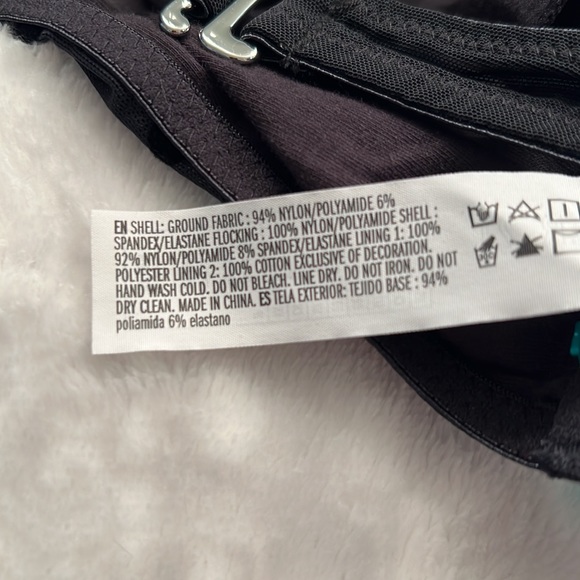 EN SHELL: GROUND FABRIC : 94% NYLON/POLYAMIDE 6%
SPANDEX/ELASTANE FLOCKING : 100% NYLON/POLYAMIDE SHELL :
92% NYLON/POLYAMIDE 8% SPANDEX/ELASTANE LINING 1: 100%
POLYESTER LINING 2: 100% COTTON EXCLUSIVE OF DECORATION.
HAND WASH COLD. DO NOT BLEACH. LINE DRY. DO NOT IRON. DO NOT
DRY CLEAN. MADE IN CHINA. ES TELA EXTERIOR: TEJIDO BASE : 94%
poliamida 6% elastano